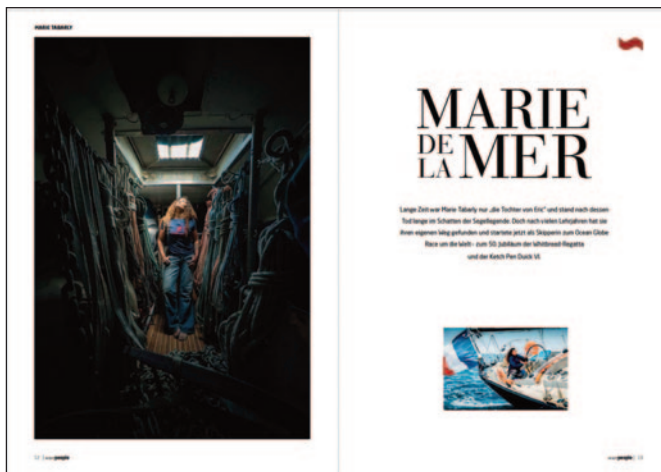 MARIE TABARLY
MARIE
DE
LA MER
Lange Zeit war Marie Tabarly nur „die Tochter von Eric“ und stand nach dessen
Tod lange im Schatten der Segellegende. Doch nach vielen Lehrjahren hat sie
ihren eigenen Weg gefunden und startete jetzt als Skipperin zum Ocean Globe
Race um die Welt – zum 50. Jubiläum der Whitbread-Regatta
und der Ketch Pen Duick VI.
people
people